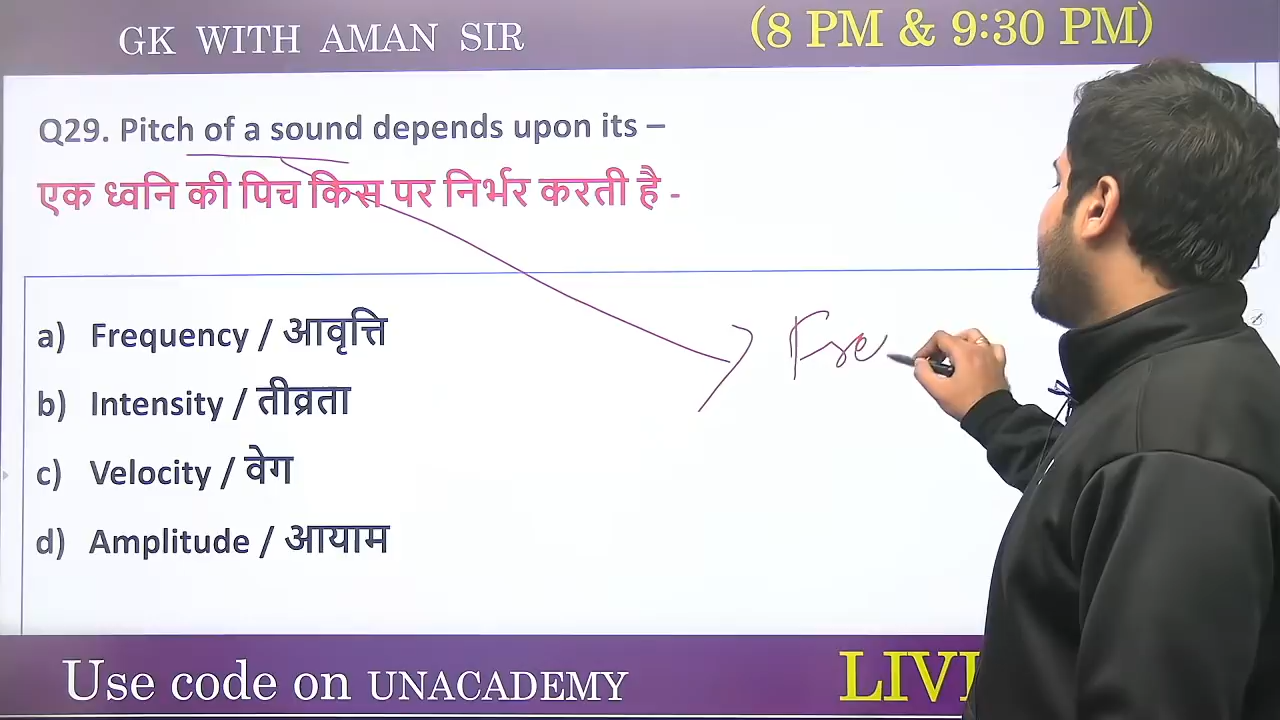 GK WITH AMAN SIR
(8 PM & 9:30 PM)
Q29. Pitch of a sound depends upon its –
एक ध्वनि की पिच किस पर निर्भर करती है -
a) Frequency / आवृत्ति
Fre
b) Intensity / तीव्रता
c) Velocity / वेग
d) Amplitude / आयाम
Use code on UNACADEMY
LIV